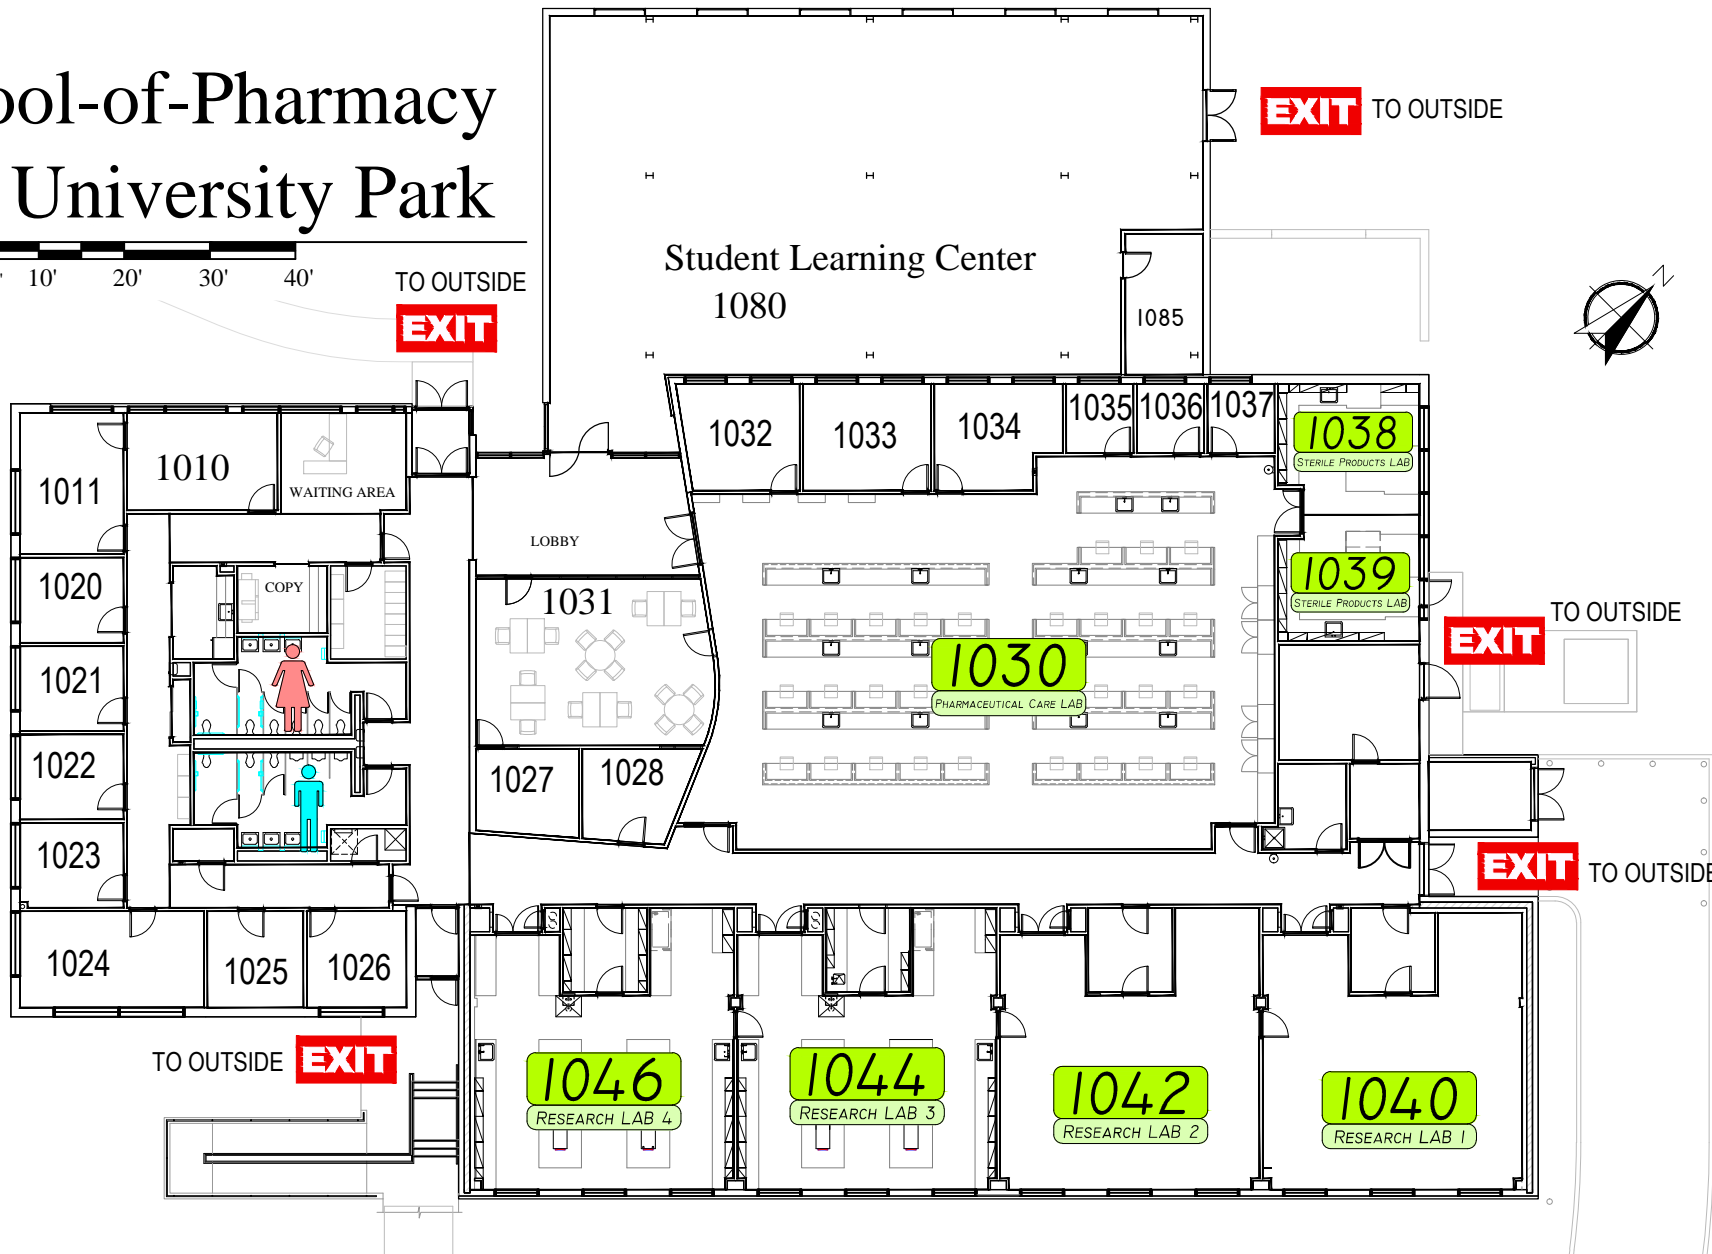 ool-of-Pharmacy
University Park
' 10' 20' 30' 40'
TO OUTSIDE
EXIT
EXIT TO OUTSIDE
N
Student Learning Center
1080
1085
1032
1033
1034
1035
1036
1037
1038
STERILE PRODUCTS LAB
1039
STERILE PRODUCTS LAB
1011
1010
WAITING AREA
LOBBY
1020
COPY
1031
1021
1030
PHARMACEUTICAL CARE LAB
TO OUTSIDE
EXIT
1022
1027
1028
1023
EXIT TO OUTSIDE
1024
1025
1026
TO OUTSIDE EXIT
1046
RESEARCH LAB 4
1044
RESEARCH LAB 3
1042
RESEARCH LAB 2
1040
RESEARCH LAB 1